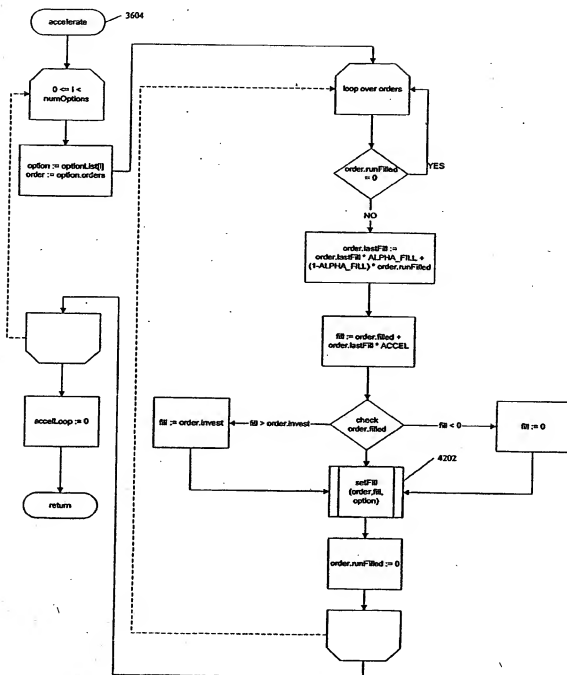 accelerate
3604
0 <= i <
numOptions
option := optionList[i]
order := option.orders
loop over orders
YES
order.runFilled
= 0
NO
order.lastFill :=
order.lastFill * ALPHA_FILL +
(1-ALPHA_FILL) * order.runFilled
fill := order.filled +
order.lastFill * ACCEL
check
order.filled
fill > order.invest
fill := order.invest
fill < 0
fill := 0
4202
setFill
(order,fill,
option)
order.runFilled := 0
accelLoop := 0
return